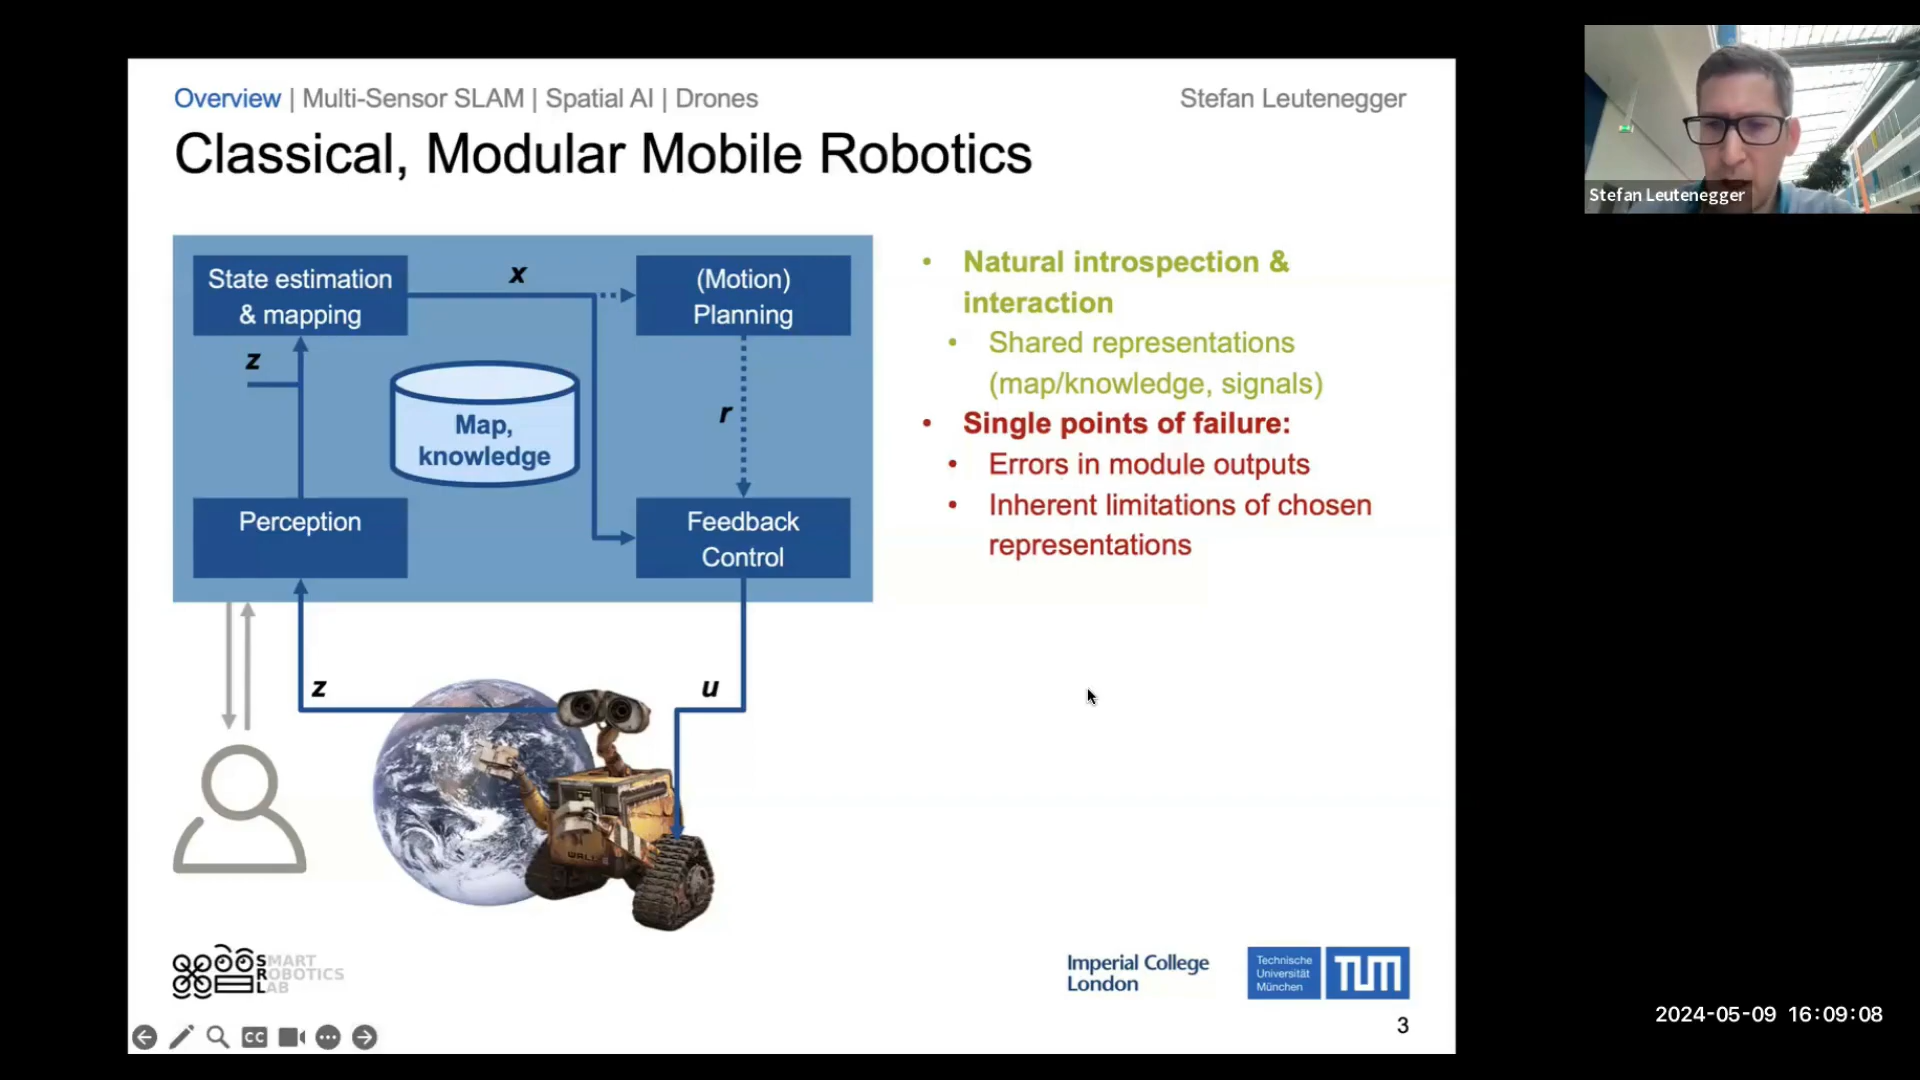 Overview | Multi-Sensor SLAM | Spatial AI | Drones
Stefan Leutenegger
Classical, Modular Mobile Robotics
State estimation
& mapping
x
(Motion)
Planning
z
Map,
knowledge
r
Perception
Feedback
Control
z
u
WALL
• Natural introspection &
interaction
• Shared representations
(map/knowledge, signals)
• Single points of failure:
• Errors in module outputs
• Inherent limitations of chosen
representations
SMART
ROBOTICS
LAB
Imperial College
London
Technische
Universität
München
TUM
3
CC
Stefan Leutenegger
2024-05-09 16:09:08